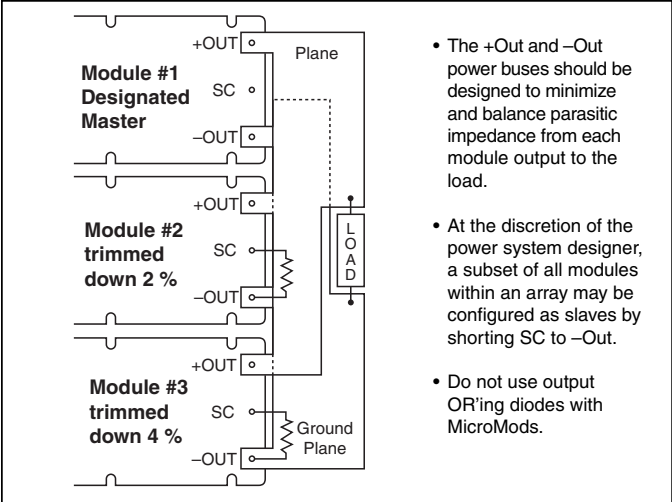 +OUT
Plane
Module #1
Designated
Master
SC
–OUT
+OUT
Module #2
trimmed
down 2 %
SC
–OUT
LOAD
+OUT
Module #3
trimmed
down 4 %
SC
Ground
Plane
–OUT
• The +Out and –Out
power buses should be
designed to minimize
and balance parasitic
impedance from each
module output to the
load.
• At the discretion of the
power system designer,
a subset of all modules
within an array may be
configured as slaves by
shorting SC to –Out.
• Do not use output
OR'ing diodes with
MicroMods.